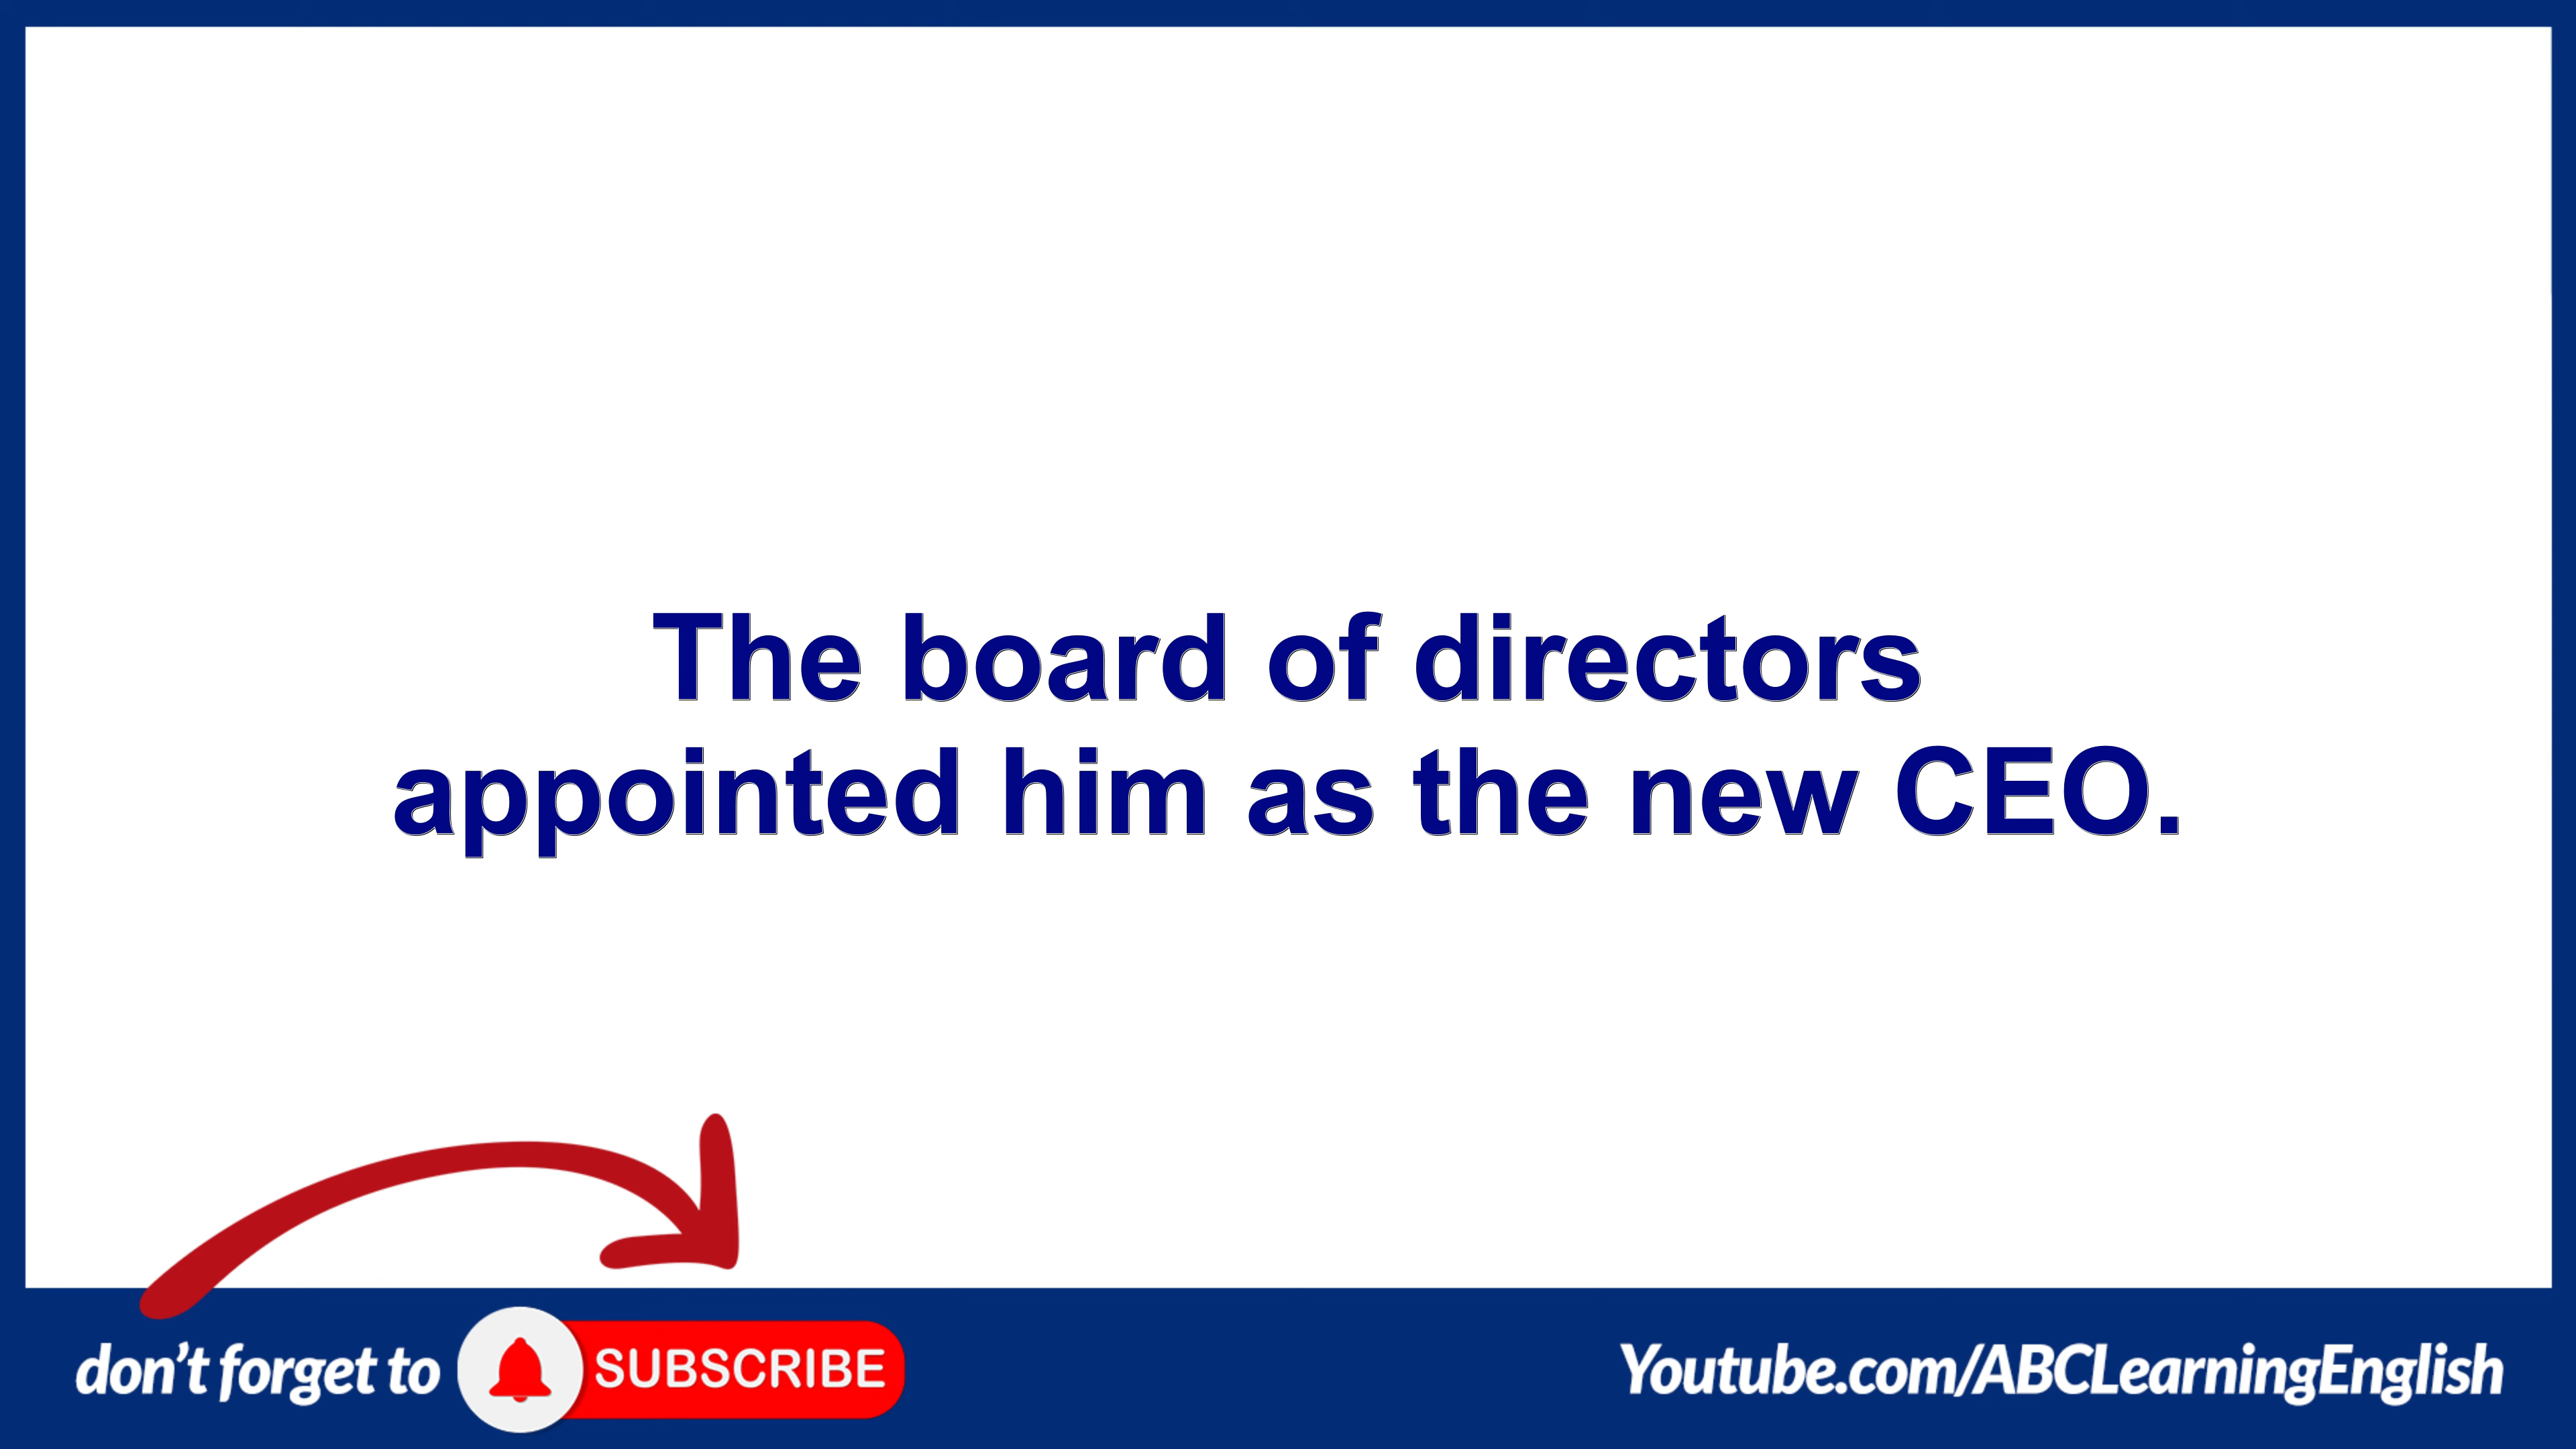 The board of directors
appointed him as the new CEO.
don't forget to SUBSCRIBE
Youtube.com/ABCLearningEnglish